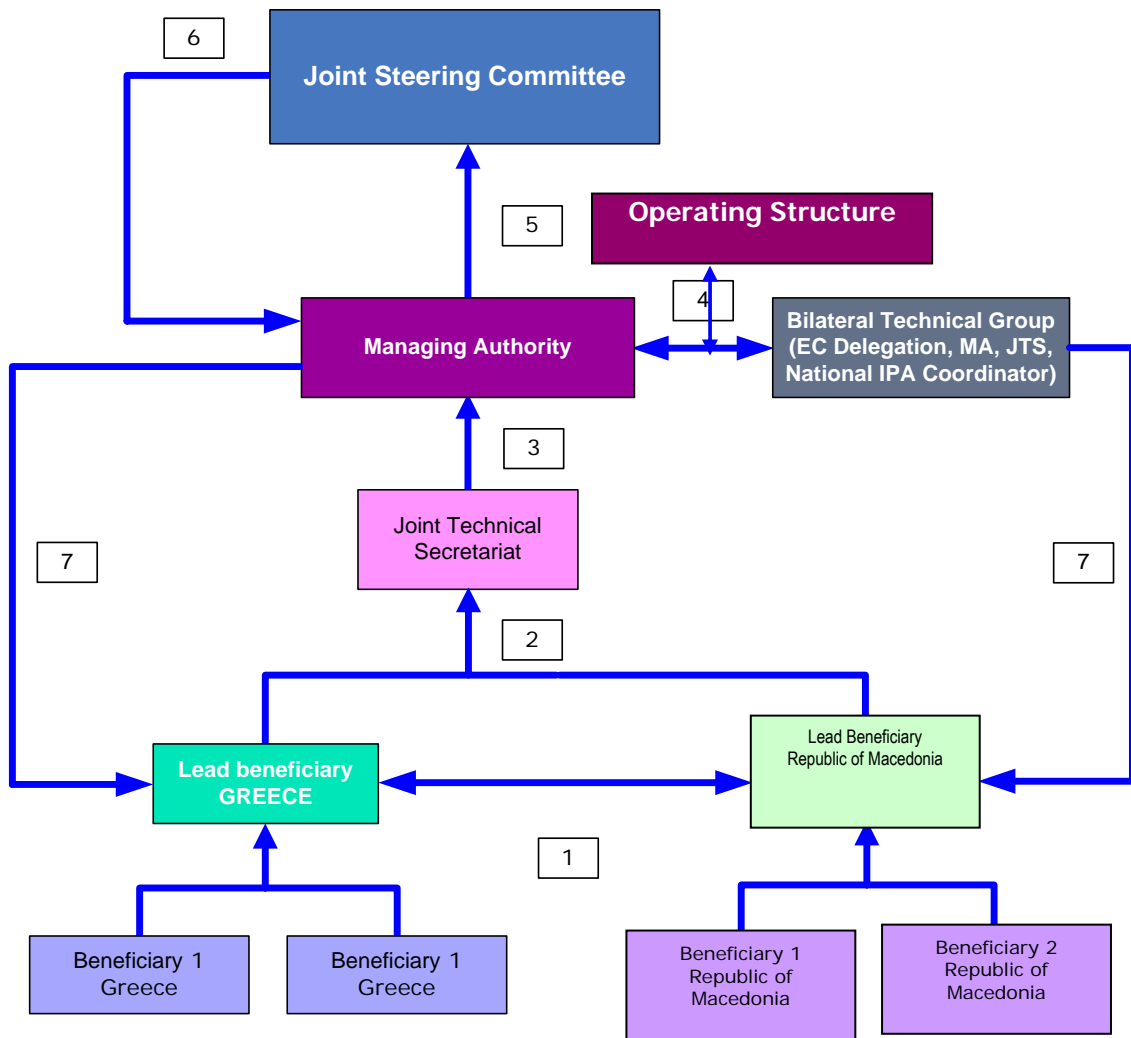 6
Joint Steering Committee
5
Operating Structure
4
Managing Authority
Bilateral Technical Group
(EC Delegation, MA, JTS,
National IPA Coordinator)
3
Joint Technical
Secretariat
7
7
2
Lead beneficiary
GREECE
Lead Beneficiary
Republic of Macedonia
1
Beneficiary 1
Greece
Beneficiary 1
Greece
Beneficiary 1
Republic of
Macedonia
Beneficiary 2
Republic of
Macedonia